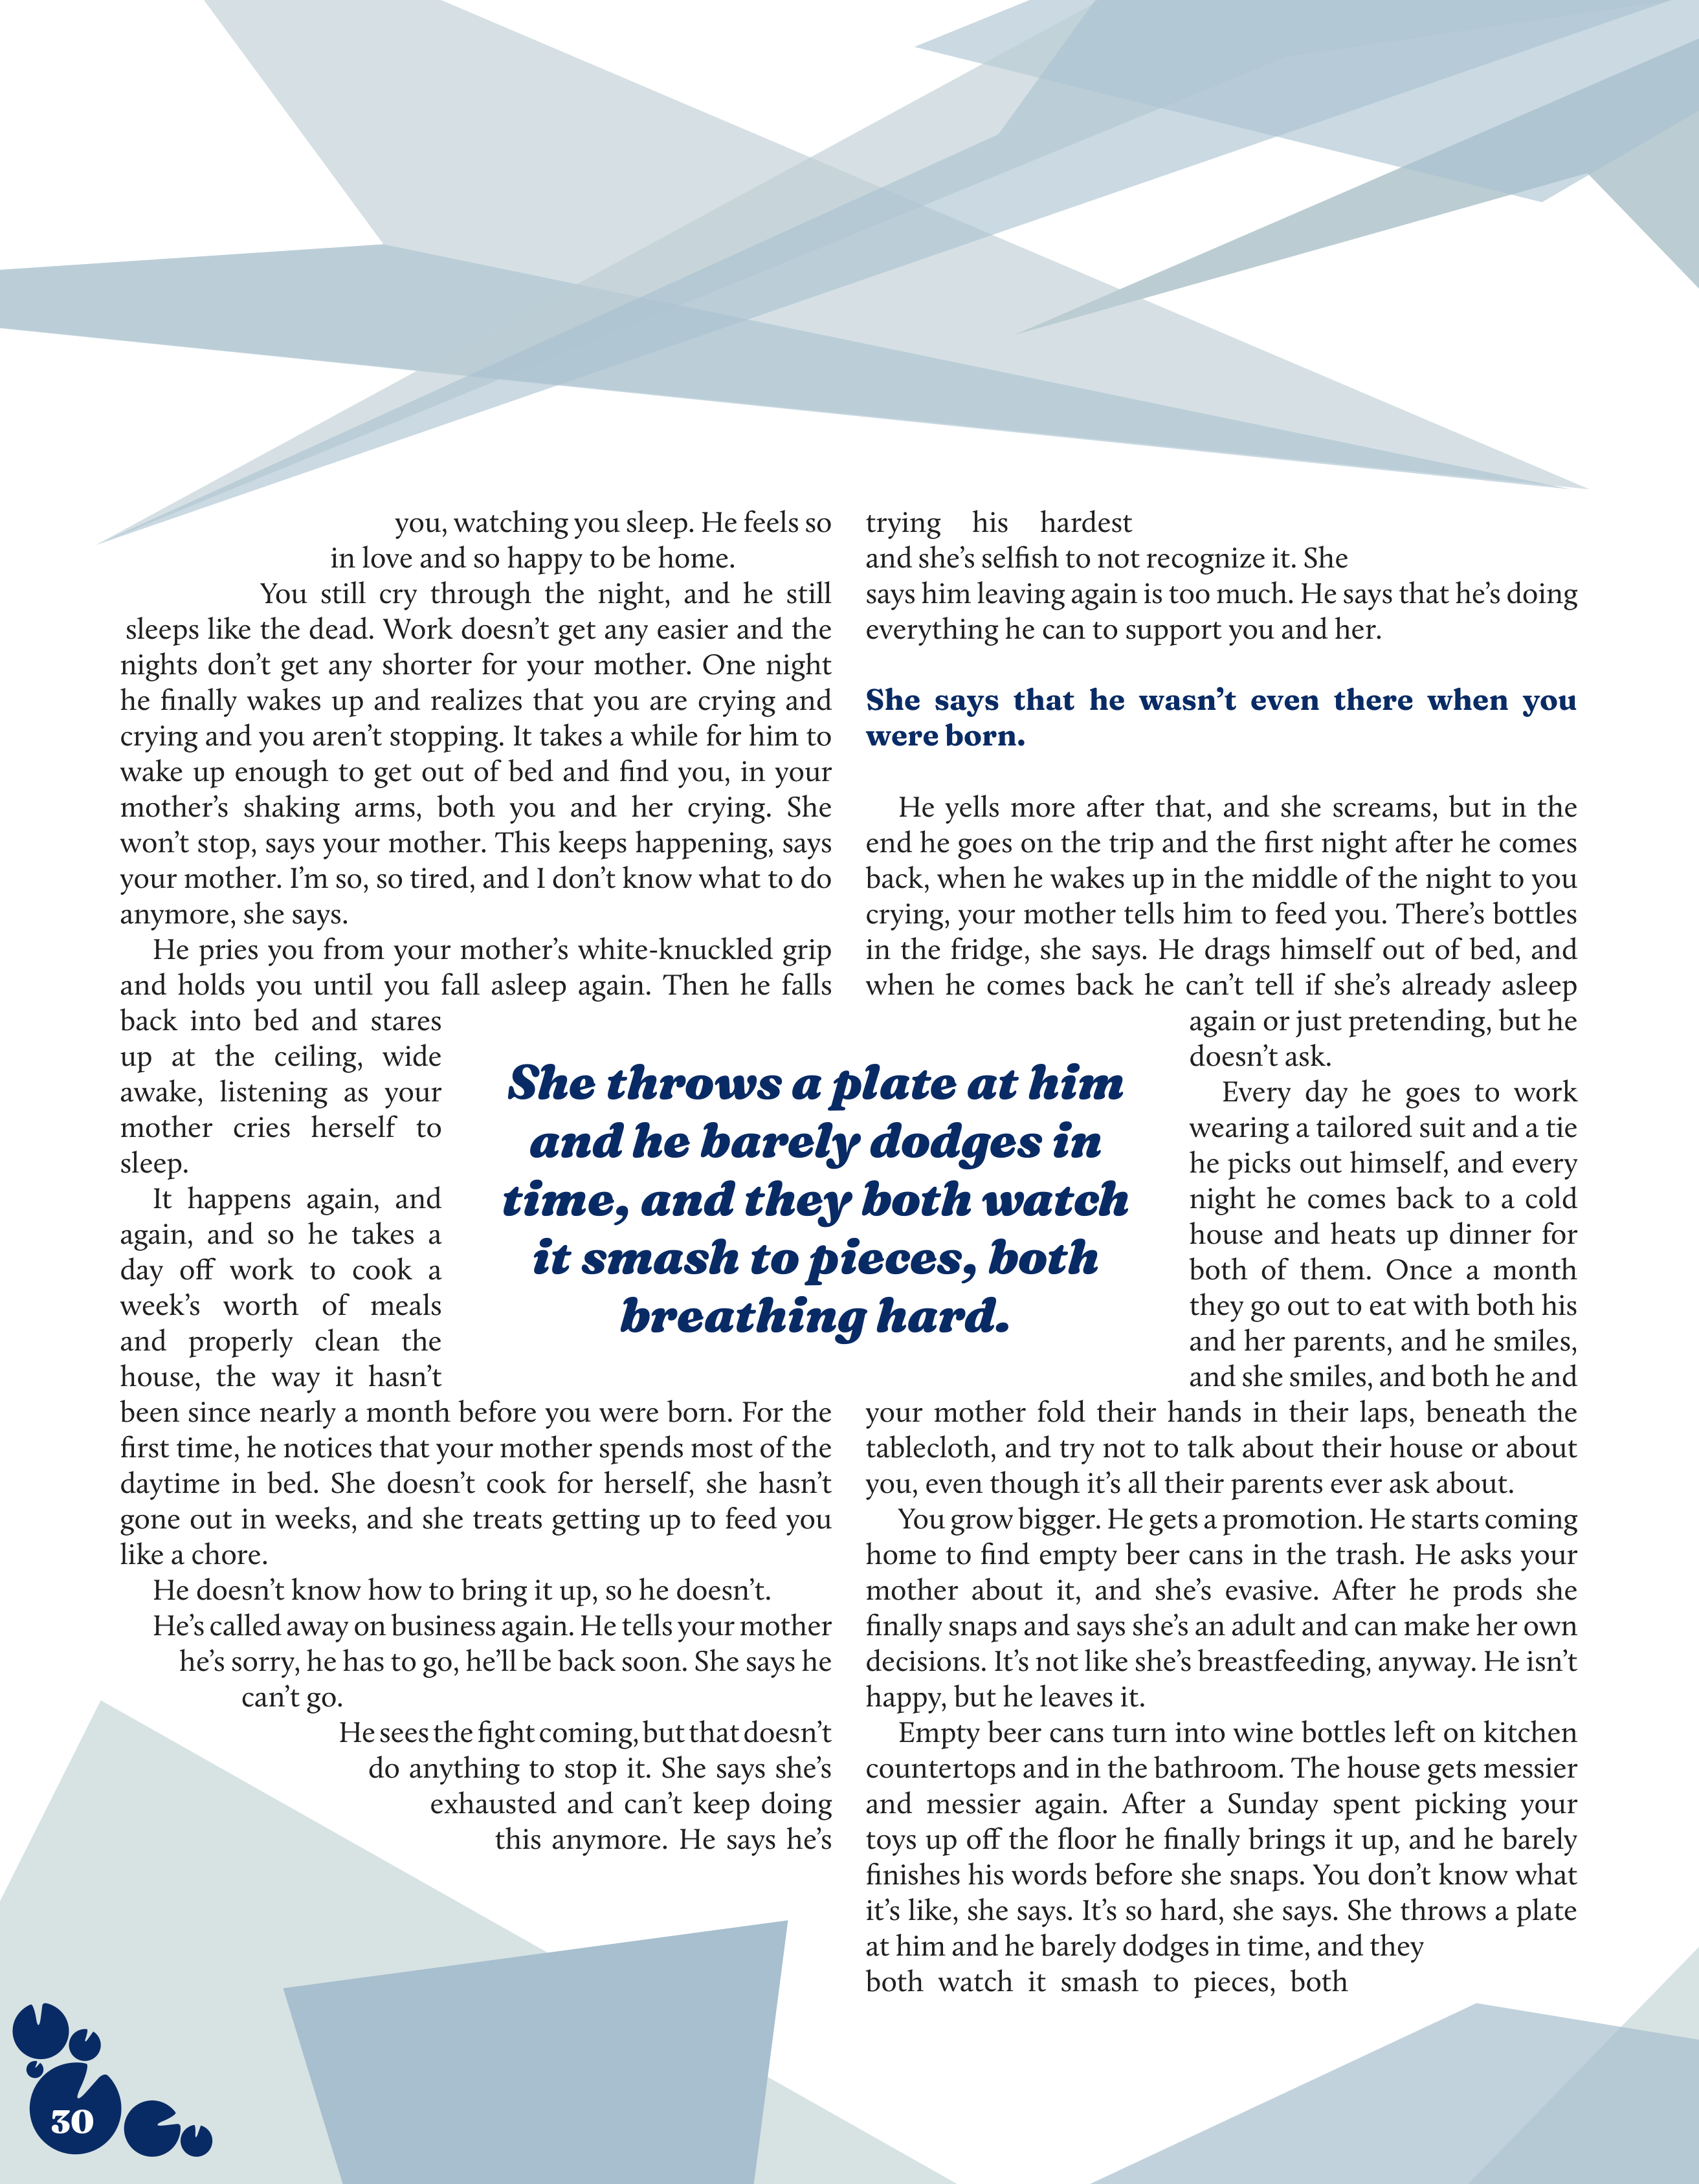 you, watching you sleep. He feels so
in love and so happy to be home.
You still cry through the night, and he still
sleeps like the dead. Work doesn’t get any easier and the
nights don’t get any shorter for your mother. One night
he finally wakes up and realizes that you are crying and
crying and you aren’t stopping. It takes a while for him to
wake up enough to get out of bed and find you, in your
mother’s shaking arms, both you and her crying. She
won’t stop, says your mother. This keeps happening, says
your mother. I’m so, so tired, and I don’t know what to do
anymore, she says.
He pries you from your mother’s white-knuckled grip
and holds you until you fall asleep again. Then he falls
back into bed and stares
up at the ceiling, wide
awake, listening as your
mother cries herself to
sleep.
It happens again, and
again, and so he takes a
day off work to cook a
week’s worth of meals
and properly clean the
house, the way it hasn’t
been since nearly a month before you were born. For the
first time, he notices that your mother spends most of the
daytime in bed. She doesn’t cook for herself, she hasn’t
gone out in weeks, and she treats getting up to feed you
like a chore.
He doesn’t know how to bring it up, so he doesn’t.
He’s called away on business again. He tells your mother
he’s sorry, he has to go, he’ll be back soon. She says he
can’t go.
He sees the fight coming, but that doesn’t
do anything to stop it. She says she’s
exhausted and can’t keep doing
this anymore. He says he’s
trying his hardest
and she’s selfish to not recognize it. She
says him leaving again is too much. He says that he’s doing
everything he can to support you and her.
She says that he wasn’t even there when you
were born.
He yells more after that, and she screams, but in the
end he goes on the trip and the first night after he comes
back, when he wakes up in the middle of the night to you
crying, your mother tells him to feed you. There’s bottles
in the fridge, she says. He drags himself out of bed, and
when he comes back he can’t tell if she’s already asleep
again or just pretending, but he
doesn’t ask.
Every day he goes to work
wearing a tailored suit and a tie
he picks out himself, and every
night he comes back to a cold
house and heats up dinner for
both of them. Once a month
they go out to eat with both his
and her parents, and he smiles,
and she smiles, and both he and
your mother fold their hands in their laps, beneath the
tablecloth, and try not to talk about their house or about
you, even though it’s all their parents ever ask about.
You grow bigger. He gets a promotion. He starts coming
home to find empty beer cans in the trash. He asks your
mother about it, and she’s evasive. After he prods she
finally snaps and says she’s an adult and can make her own
decisions. It’s not like she’s breastfeeding, anyway. He isn’t
happy, but he leaves it.
Empty beer cans turn into wine bottles left on kitchen
countertops and in the bathroom. The house gets messier
and messier again. After a Sunday spent picking your
toys up off the floor he finally brings it up, and he barely
finishes his words before she snaps. You don’t know what
it’s like, she says. It’s so hard, she says. She throws a plate
at him and he barely dodges in time, and they
both watch it smash to pieces, both
She throws a plate at him
and he barely dodges in
time, and they both watch
it smash to pieces, both
breathing hard.
30